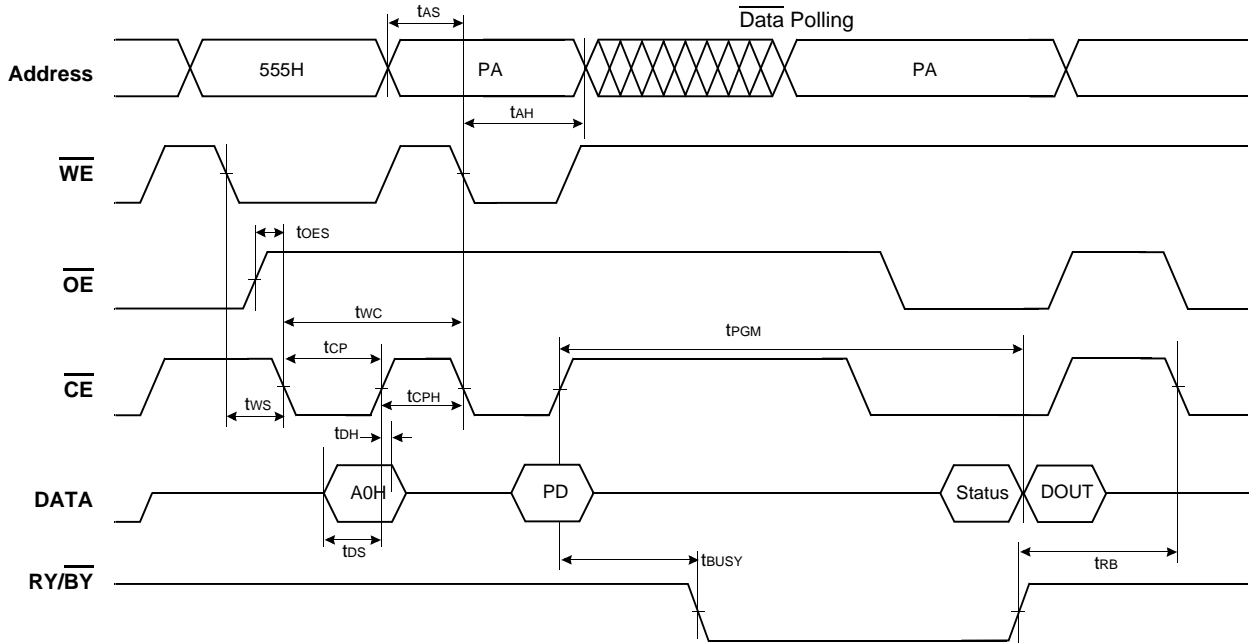 tAS
Data Polling
Address
555H
PA
PA
tAH
WE
tOES
OE
tWC
tPGM
tCP
CE
tCPH
tWS
tDH
DATA
A0H
PD
Status
DOUT
tDS
tBUSY
tRB
RY/BY